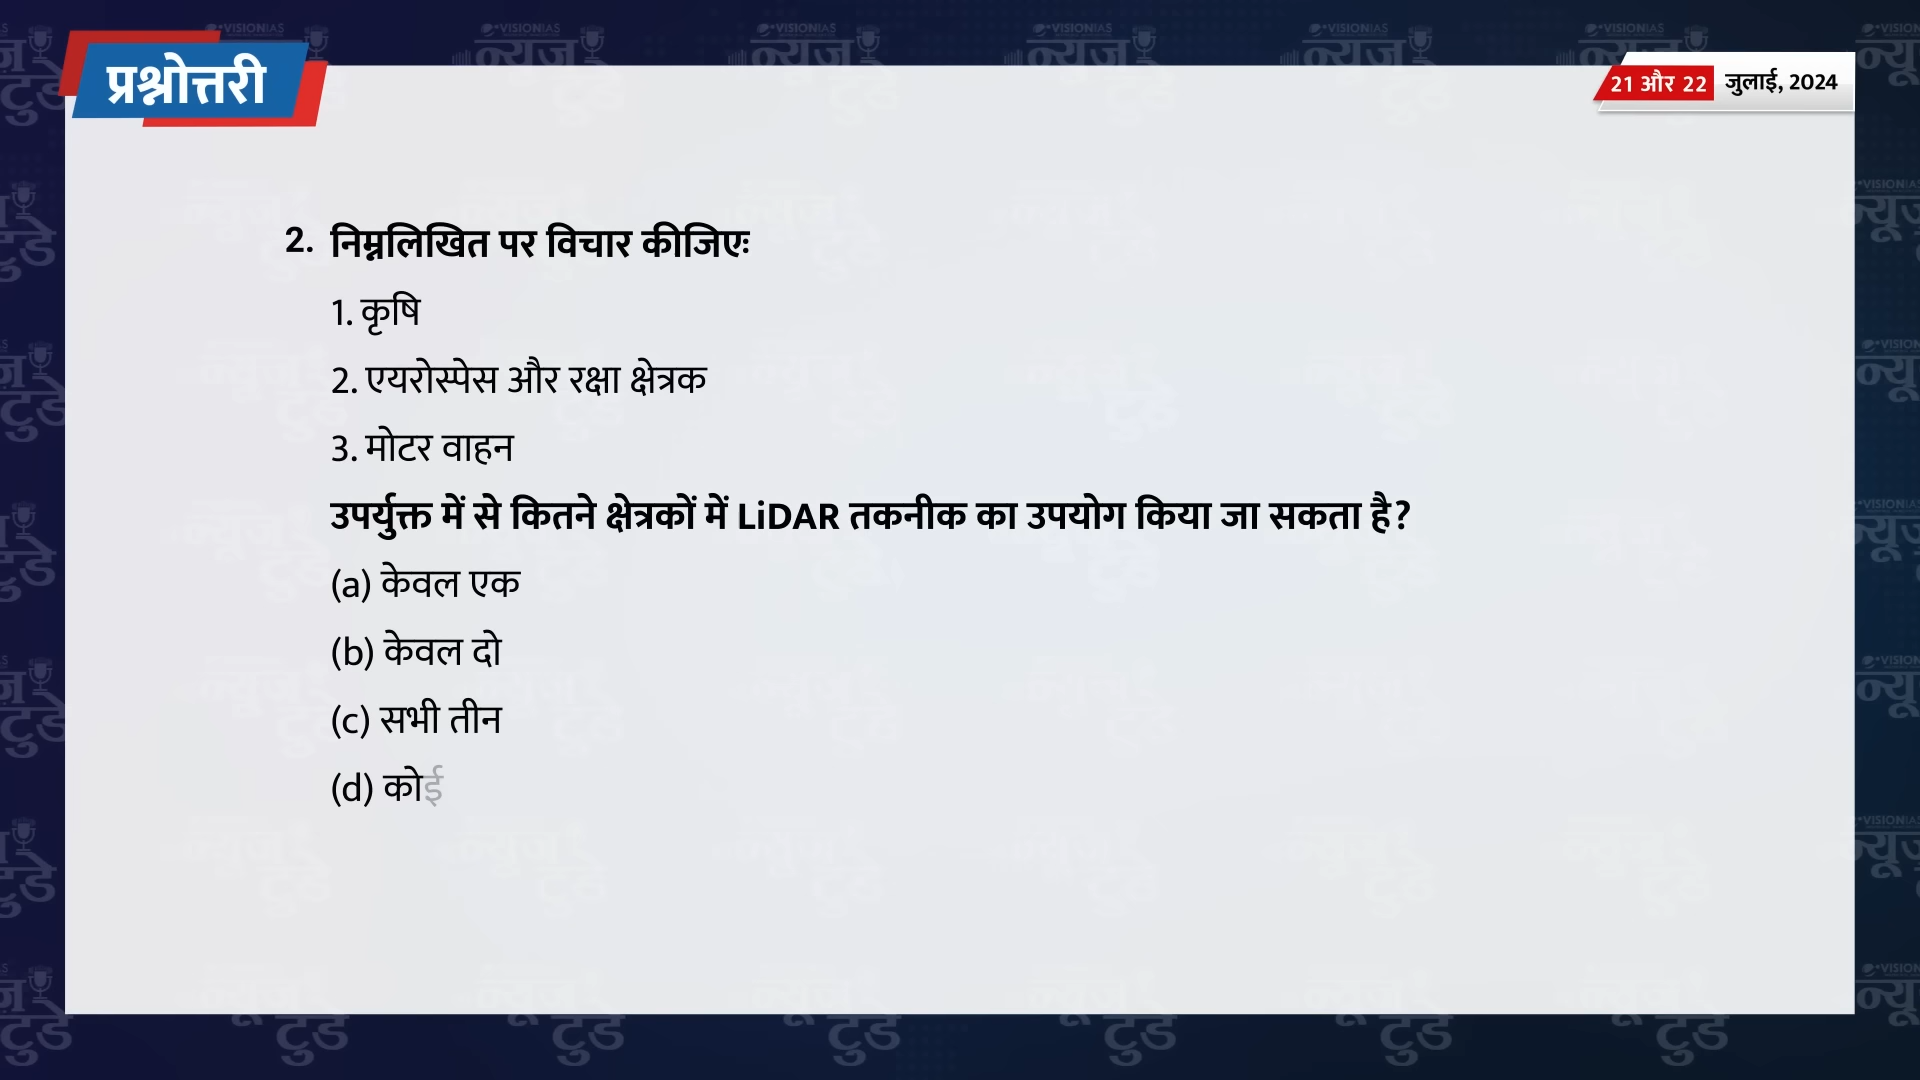 प्रश्नोत्तरी
21 और 22 जुलाई, 2024
2. निम्नलिखित पर विचार कीजिएः
1. कृषि
2. एयरोस्पेस और रक्षा क्षेत्रक
3. मोटर वाहन
उपर्युक्त में से कितने क्षेत्रकों में LiDAR तकनीक का उपयोग किया जा सकता है?
(a) केवल एक
(b) केवल दो
(c) सभी तीन
(d) कोई